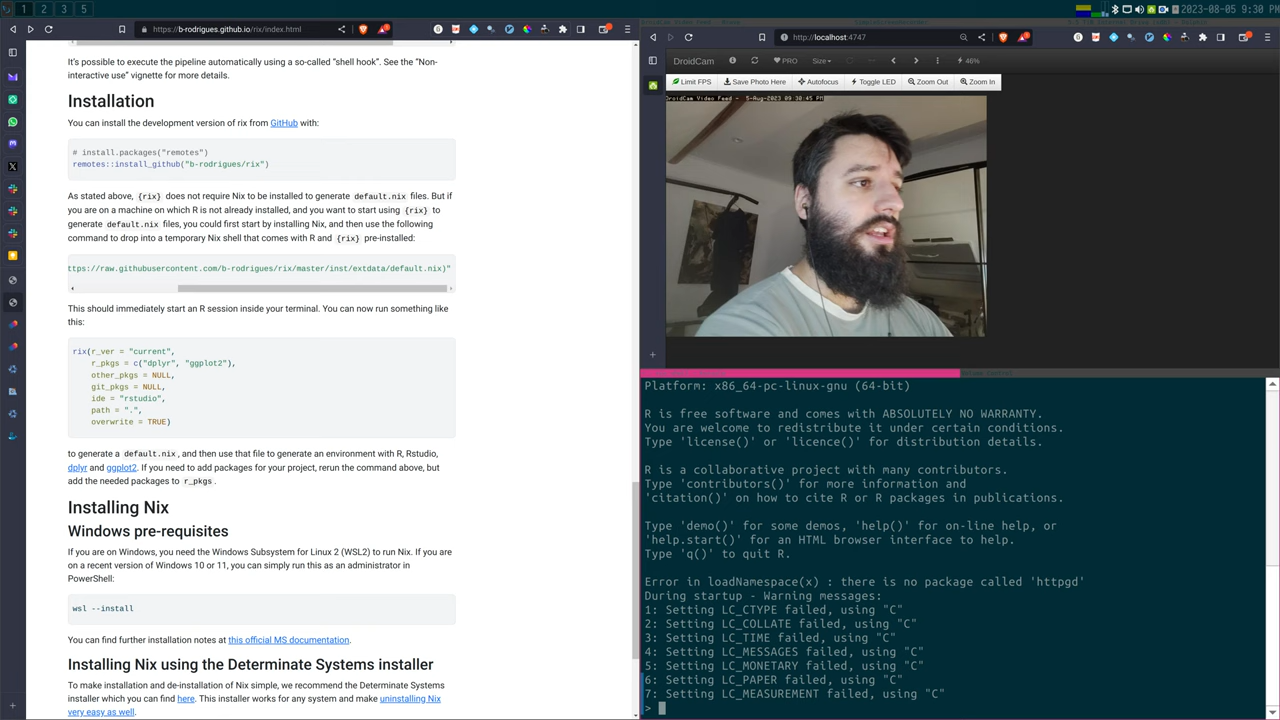 1 2 3 5
2023-08-05 9:30 PM
https://b-rodrigues.github.io/rix/index.html
It's possible to execute the pipeline automatically using a so-called “shell hook”. See the “Non-
interactive use” vignette for more details.
Installation
You can install the development version of rix from GitHub with:
# install.packages("remotes")
remotes::install_github("b-rodrigues/rix")
As stated above, {rix} does not require Nix to be installed to generate default.nix files. But if
you are on a machine on which R is not already installed, and you want to start using {rix} to
generate default.nix files, you could first start by installing Nix, and then use the following
command to drop into a temporary Nix shell that comes with R and {rix} pre-installed:
ttps://raw.githubusercontent.com/b-rodrigues/rix/master/inst/extdata/default.nix)"
This should immediately start an R session inside your terminal. You can now run something like
this:
rix(r_ver = "current",
r_pkgs = c("dplyr", "ggplot2"),
other_pkgs = NULL,
git_pkgs = NULL,
ide = "rstudio",
path = ".",
overwrite = TRUE)
to generate a default.nix, and then use that file to generate an environment with R, Rstudio,
dplyr and ggplot2. If you need to add packages for your project, rerun the command above, but
add the needed packages to r_pkgs.
Installing Nix
Windows pre-requisites
If you are on Windows, you need the Windows Subsystem for Linux 2 (WSL2) to run Nix. If you are
on a recent version of Windows 10 or 11, you can simply run this as an administrator in
PowerShell:
wsl --install
You can find further installation notes at this official MS documentation.
Installing Nix using the Determinate Systems installer
To make installation and de-installation of Nix simple, we recommend the Determinate Systems
installer which you can find here. This installer works for any system and make uninstalling Nix
very easy as well.
http://localhost:4747
DroidCam
PRO
Size
46%
Limit FPS
Save Photo Here
Autofocus
Toggle LED
Zoom Out
Zoom In
DroidCam Video Feed - 5-Aug-2023 09:30:45 PM
Volume Control
Platform: x86_64-pc-linux-gnu (64-bit)
R is free software and comes with ABSOLUTELY NO WARRANTY.
You are welcome to redistribute it under certain conditions.
Type 'license()' or 'licence()' for distribution details.
R is a collaborative project with many contributors.
Type 'contributors()' for more information and
'citation()' on how to cite R or R packages in publications.
Type 'demo()' for some demos, 'help()' for on-line help, or
'help.start()' for an HTML browser interface to help.
Type 'q()' to quit R.
Error in loadNamespace(x) : there is no package called 'httpgd'
During startup - Warning messages:
1: Setting LC_CTYPE failed, using "C"
2: Setting LC_COLLATE failed, using "C"
3: Setting LC_TIME failed, using "C"
4: Setting LC_MESSAGES failed, using "C"
5: Setting LC_MONETARY failed, using "C"
6: Setting LC_PAPER failed, using "C"
7: Setting LC_MEASUREMENT failed, using "C"
>